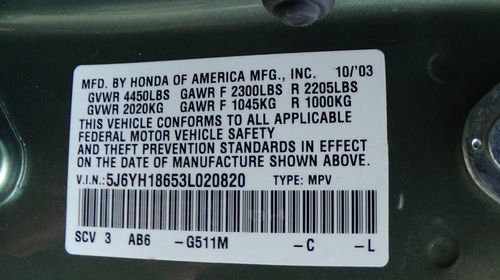 MFD. BY HONDA OF AMERICA MFG., INC. 10/'03
GVWR 4450LBS GAWR F 2300LBS R 2205LBS
GVWR 2020KG GAWR F 1045KG R 1000KG
THIS VEHICLE CONFORMS TO ALL APPLICABLE
FEDERAL MOTOR VEHICLE SAFETY
AND THEFT PREVENTION STANDARDS IN EFFECT
ON THE DATE OF MANUFACTURE SHOWN ABOVE.
V.I.N.: 5J6YH18653L020820 TYPE: MPV
SCV 3 AB6 -G511M -C -L